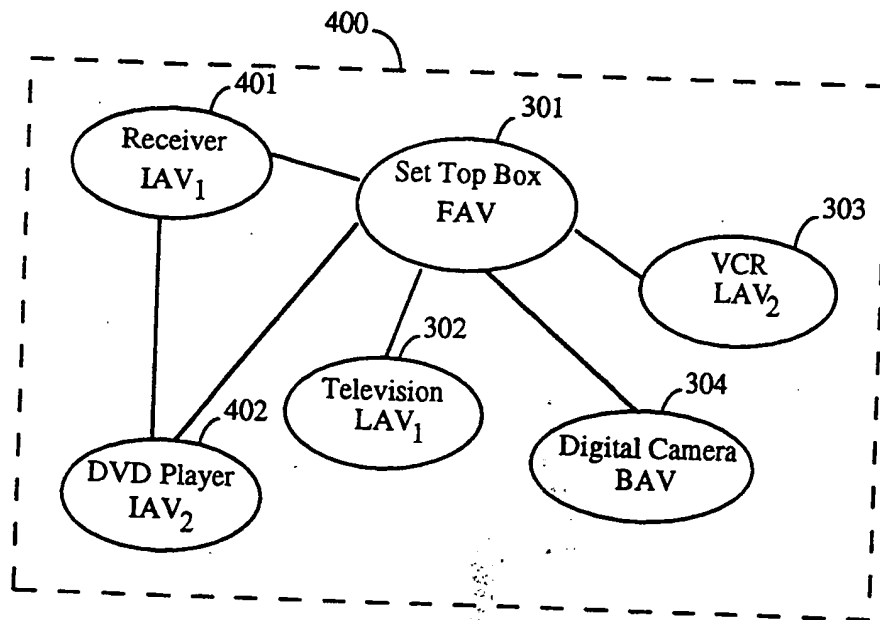 400
401
Receiver
IAV1
301
Set Top Box
FAV
303
VCR
LAV2
302
Television
LAV1
304
Digital Camera
BAV
402
DVD Player
IAV2